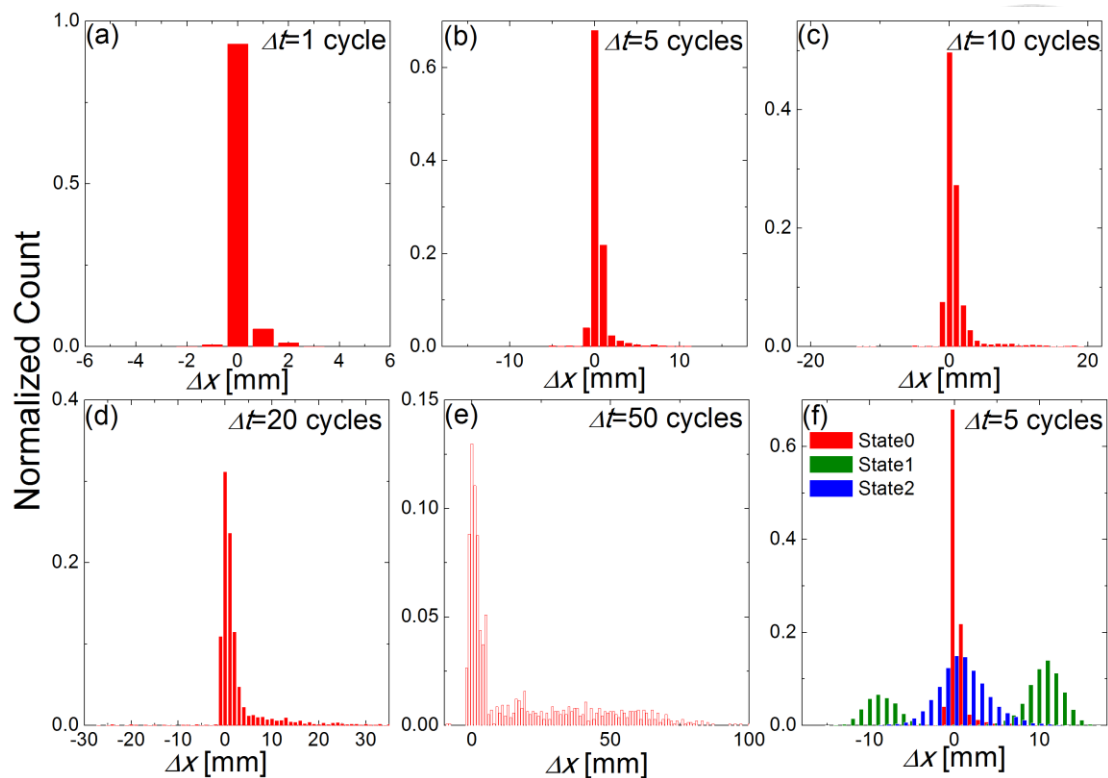 Normalized Count
(a)
Δt=1 cycle
1.0
0.5
0.0
-6 -4 -2 0 2 4 6
Δx [mm]
(b)
Δt=5 cycles
0.6
0.4
0.2
0.0
-10 0 10
Δx [mm]
(c)
Δt=10 cycles
0.4
0.2
0.0
-20 -10 0 10 20
Δx [mm]
(d)
Δt=20 cycles
0.4
0.2
0.0
-30 -20 -10 0 10 20 30
Δx [mm]
(e)
Δt=50 cycles
0.15
0.10
0.05
0.00
0 50 100
Δx [mm]
(f)
Δt=5 cycles
State0
State1
State2
0.6
0.4
0.2
0.0
-10 0 10
Δx [mm]